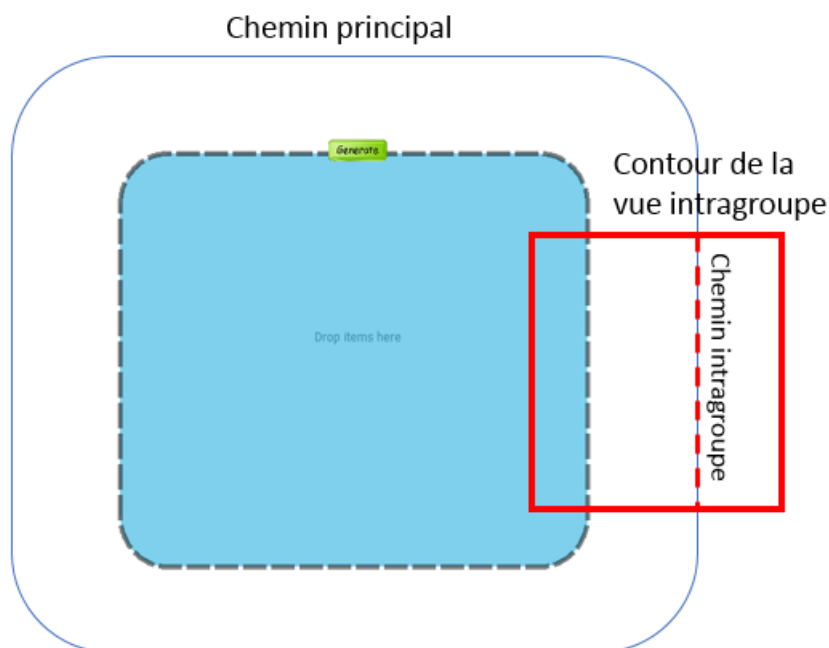 Chemin principal
Generate
Contour de la
vue intragroupe
Chemin intragroupe
Drop items here